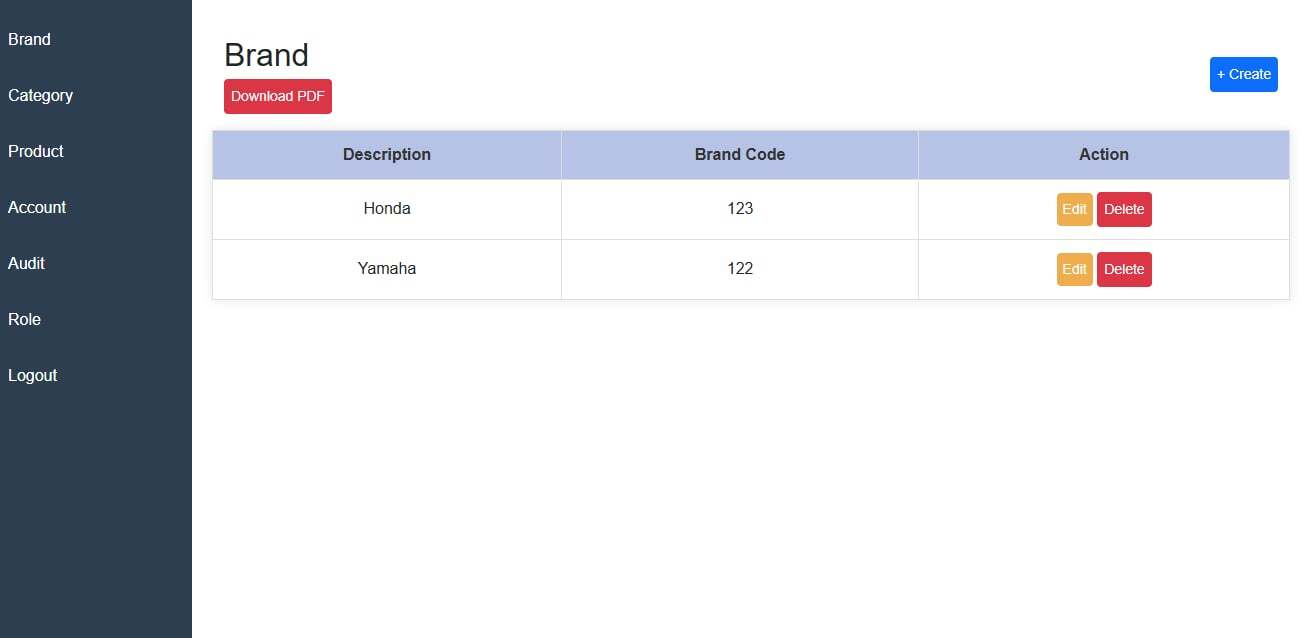 Brand
Category
Product
Account
Audit
Role
Logout
Brand
Download PDF
+ Create
Description Brand Code Action
Honda 123 Edit Delete
Yamaha 122 Edit Delete